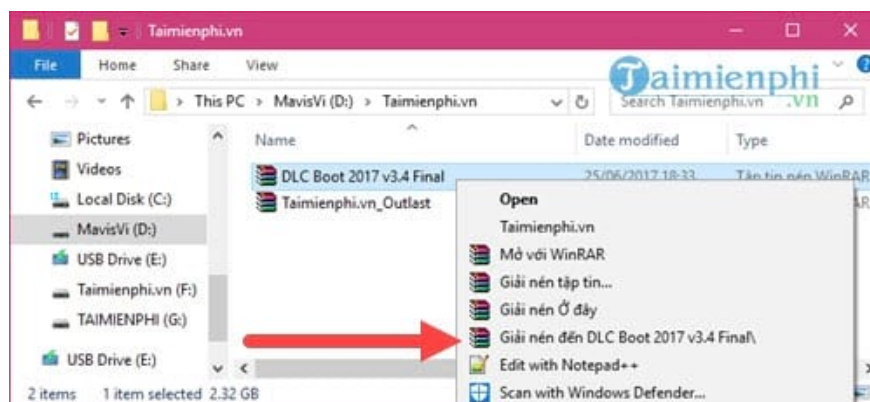 Taimienphi.vn
File Home Share View
Taimienphi .vn
This PC > MavisVi (D:) > Taimienphi.vn
Search Taimienphi.vn
Name Date modified Type
Pictures
Videos
Local Disk (C:)
MavisVi (D:)
USB Drive (E:)
Taimienphi.vn (F:)
TAIMIENPHI (G:)
USB Drive (E:)
DLC Boot 2017 v3.4 Final 25/06/2017 18:33 Tập tin nén WinRAR
Taimienphi.vn_Outlast
Open
Taimienphi.vn
Mở với WinRAR
Giải nén tập tin...
Giải nén Ở đây
Giải nén đến DLC Boot 2017 v3.4 Final\
Edit with Notepad++
Scan with Windows Defender...
2 items 1 item selected 2.32 GB